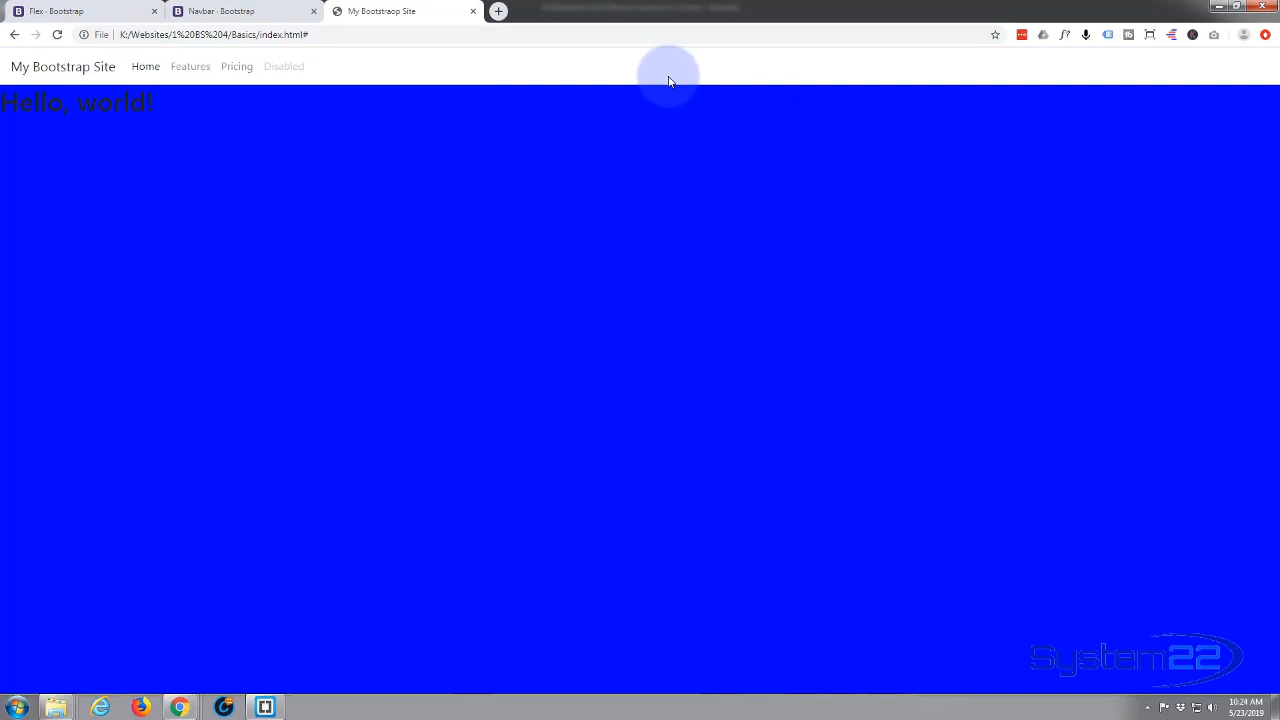 Flex · Bootstrap
Navbar · Bootstrap
My Bootstraop Site
File
K:/Websites/1%20BS%204/Basics/index.html#
My Bootstrap Site
Home
Features
Pricing
Disabled
Hello, world!
System22
10:24 AM
5/23/2019